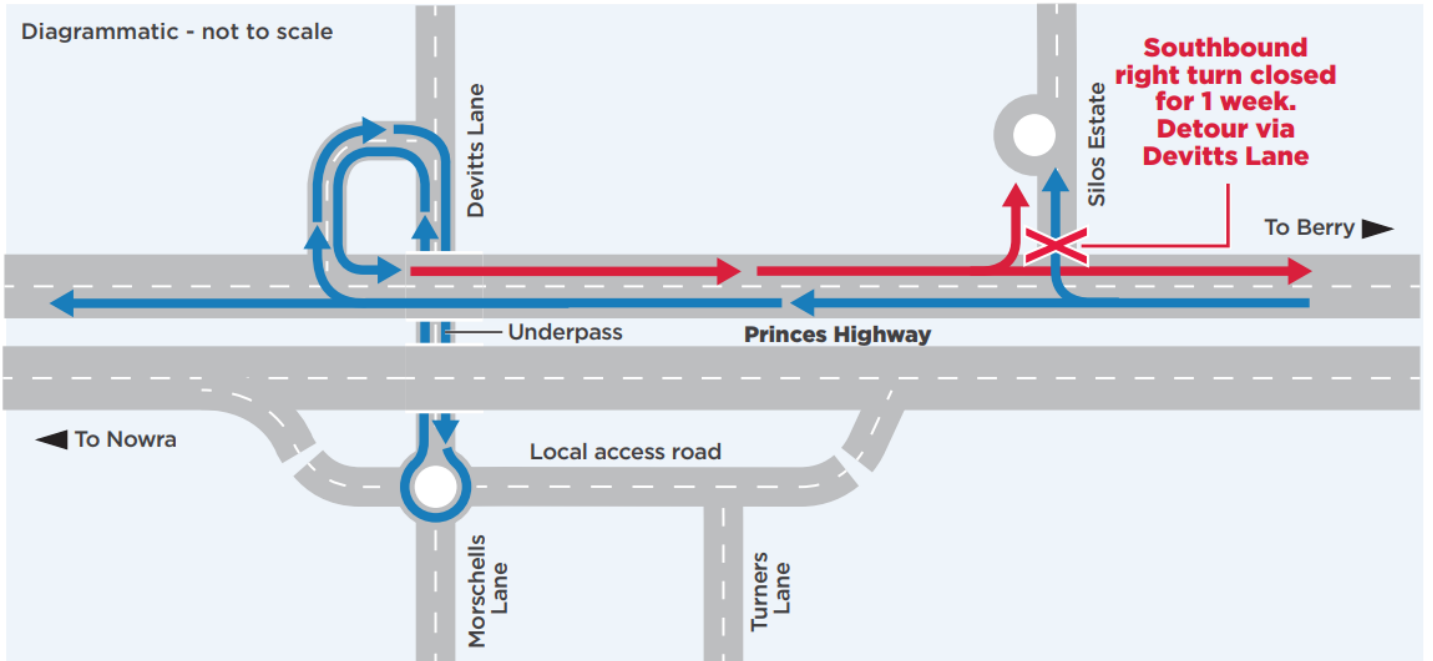 Diagrammatic - not to scale
Southbound
right turn closed
for 1 week.
Detour via
Devitts Lane
Devitts Lane
Silos Estate
To Berry
Underpass
Princes Highway
To Nowra
Local access road
Morschells
Lane
Turners
Lane